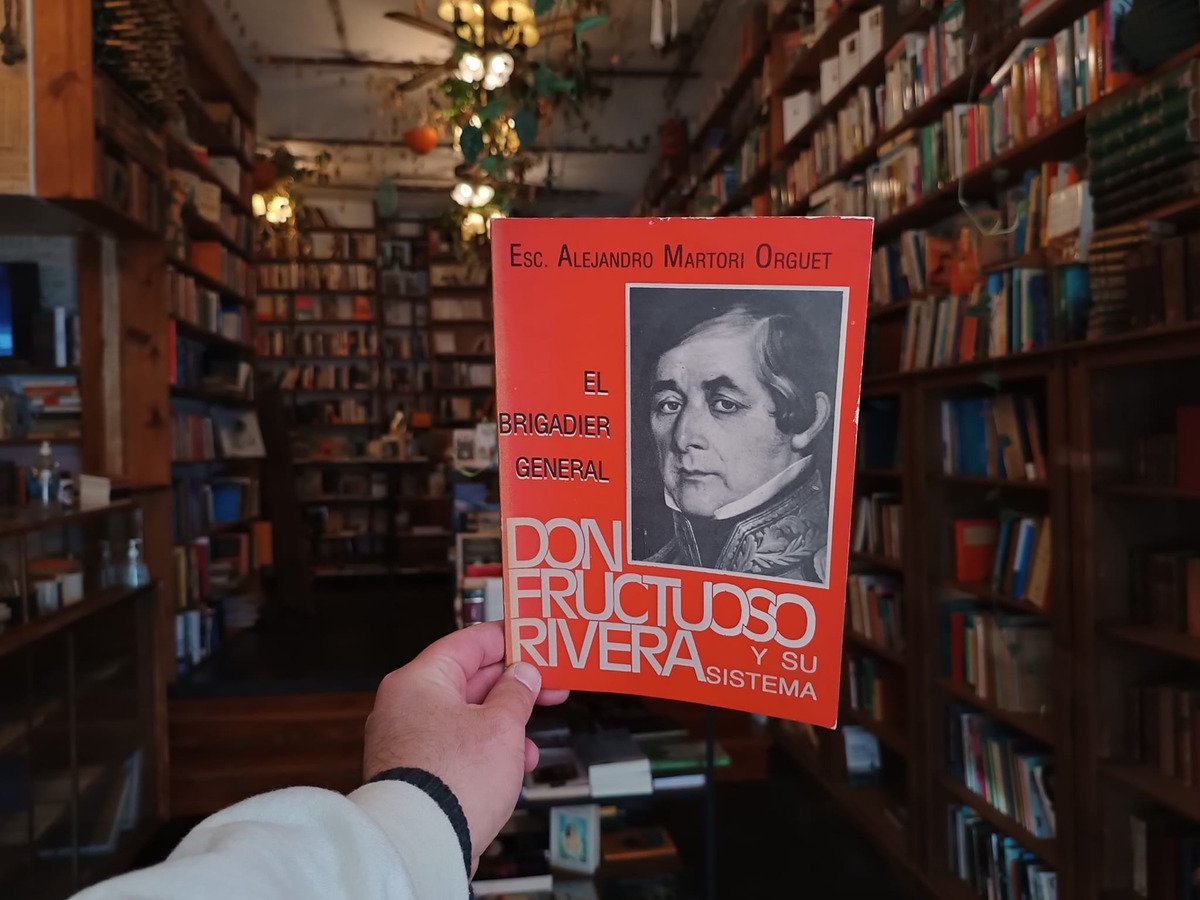 Esc. Alejandro Martori Orguet
EL
BRIGADIER
GENERAL
DON
FRUCTUOSO
RIVERA
Y SU
SISTEMA